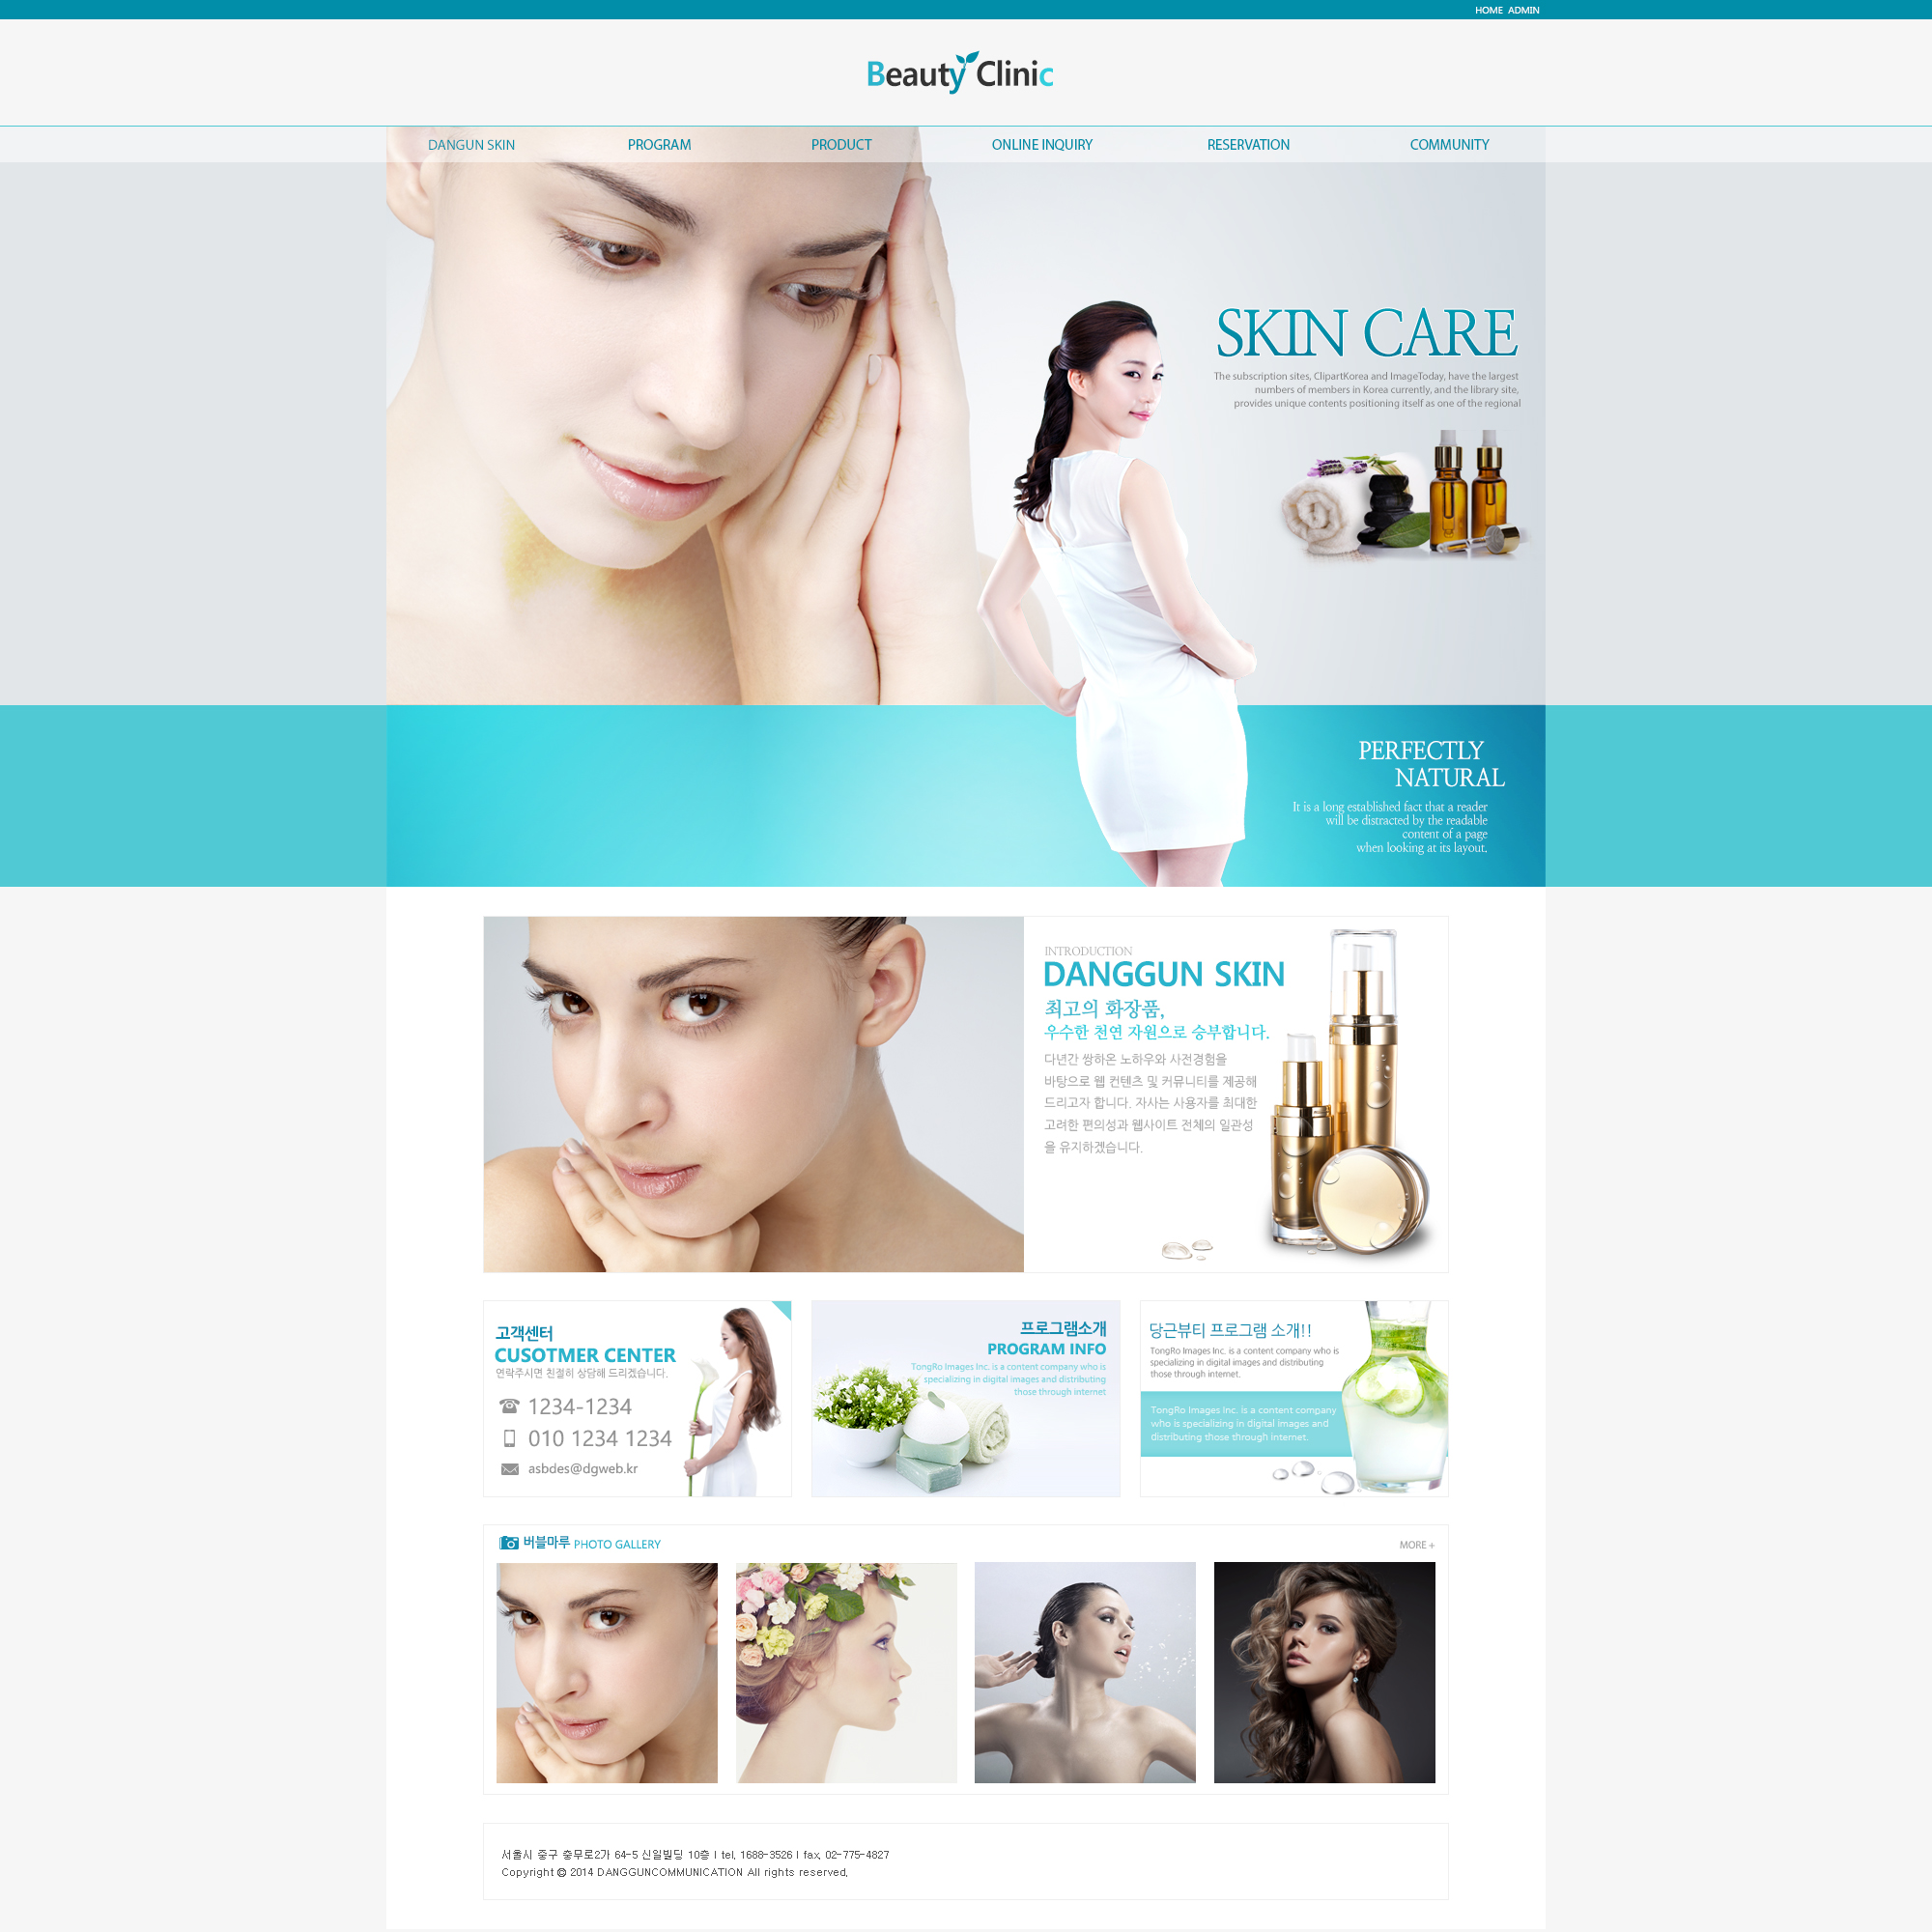 HOME ADMIN
Beauty Clinic
DANGUN SKIN
PROGRAM
PRODUCT
ONLINE INQUIRY
RESERVATION
COMMUNITY
SKIN CARE
The subscription sites, ClipartKorea and ImageToday, have the largest
numbers of members in Korea currently, and the library site,
provides unique contents positioning itself as one of the regional
PERFECTLY
NATURAL
It is a long established fact that a reader
will be distracted by the readable
content of a page
when looking at its layout.
INTRODUCTION
DANGGUN SKIN
최고의 화장품,
우수한 천연 자원으로 승부합니다.
다년간 쌍하온 노하우와 사전경험을
바탕으로 웹 컨텐츠 및 커뮤니티를 제공해
드리고자 합니다. 자사는 사용자를 최대한
고려한 편의성과 웹사이트 전체의 일관성
을 유지하겠습니다.
고객센터
CUSOTMER CENTER
연락주시면 친절히 상담해 드리겠습니다.
1234-1234
010 1234 1234
asbdes@dgweb.kr
프로그램소개
PROGRAM INFO
TongRo Images Inc. is a content company who is
specializing in digital images and distributing
those through internet
당근뷰티 프로그램 소개!!
TongRo Images Inc. is a content company who is
specializing in digital images and distributing
those through internet.
TongRo Images Inc. is a content company
who is specializing in digital images and
distributing those through internet.
버블마루 PHOTO GALLERY
MORE +
서울시 중구 충무로2가 64-5 신일빌딩 10층 l tel. 1688-3526 l fax. 02-775-4827
Copyright © 2014 DANGGUNCOMMUNICATION All rights reserved.